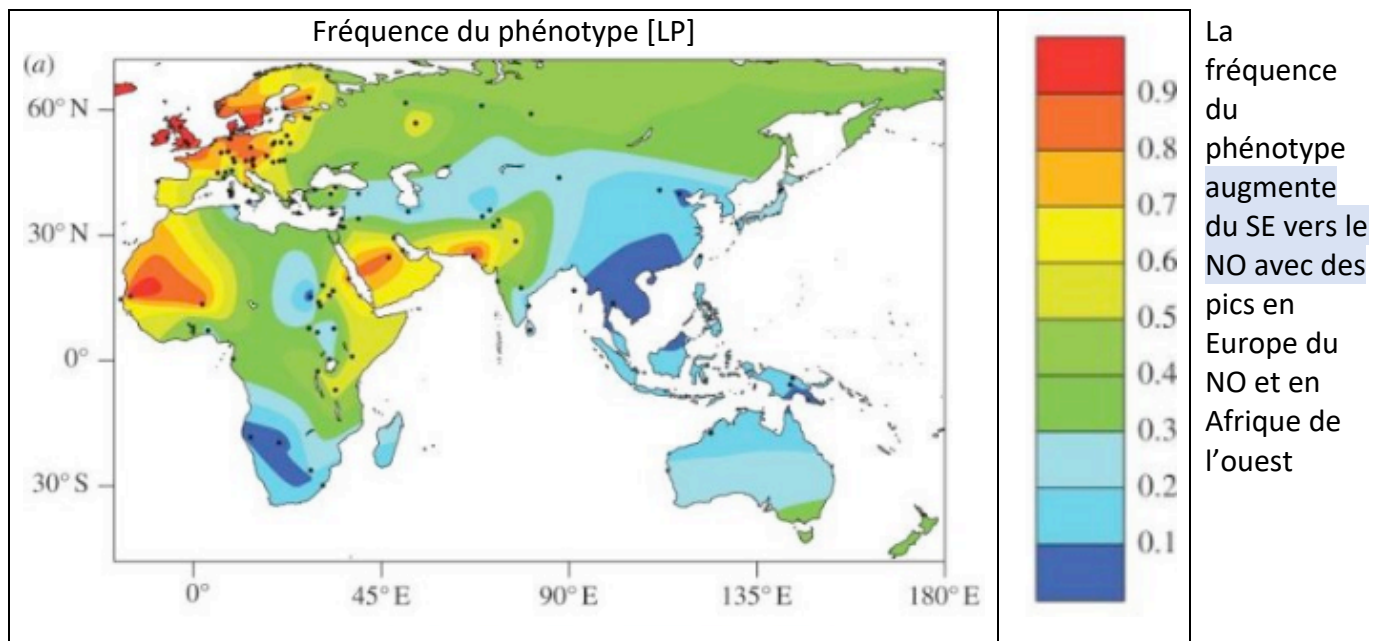 Fréquence du phénotype [LP]
(a)
60° N
30° N
0°
30° S
0°
45° E
90° E
135° E
180° E
0.9
0.8
0.7
0.6
0.5
0.4
0.3
0.2
0.1
La
fréquence
du
phénotype
augmente
du SE vers le
NO avec des
pics en
Europe du
NO et en
Afrique de
l’ouest